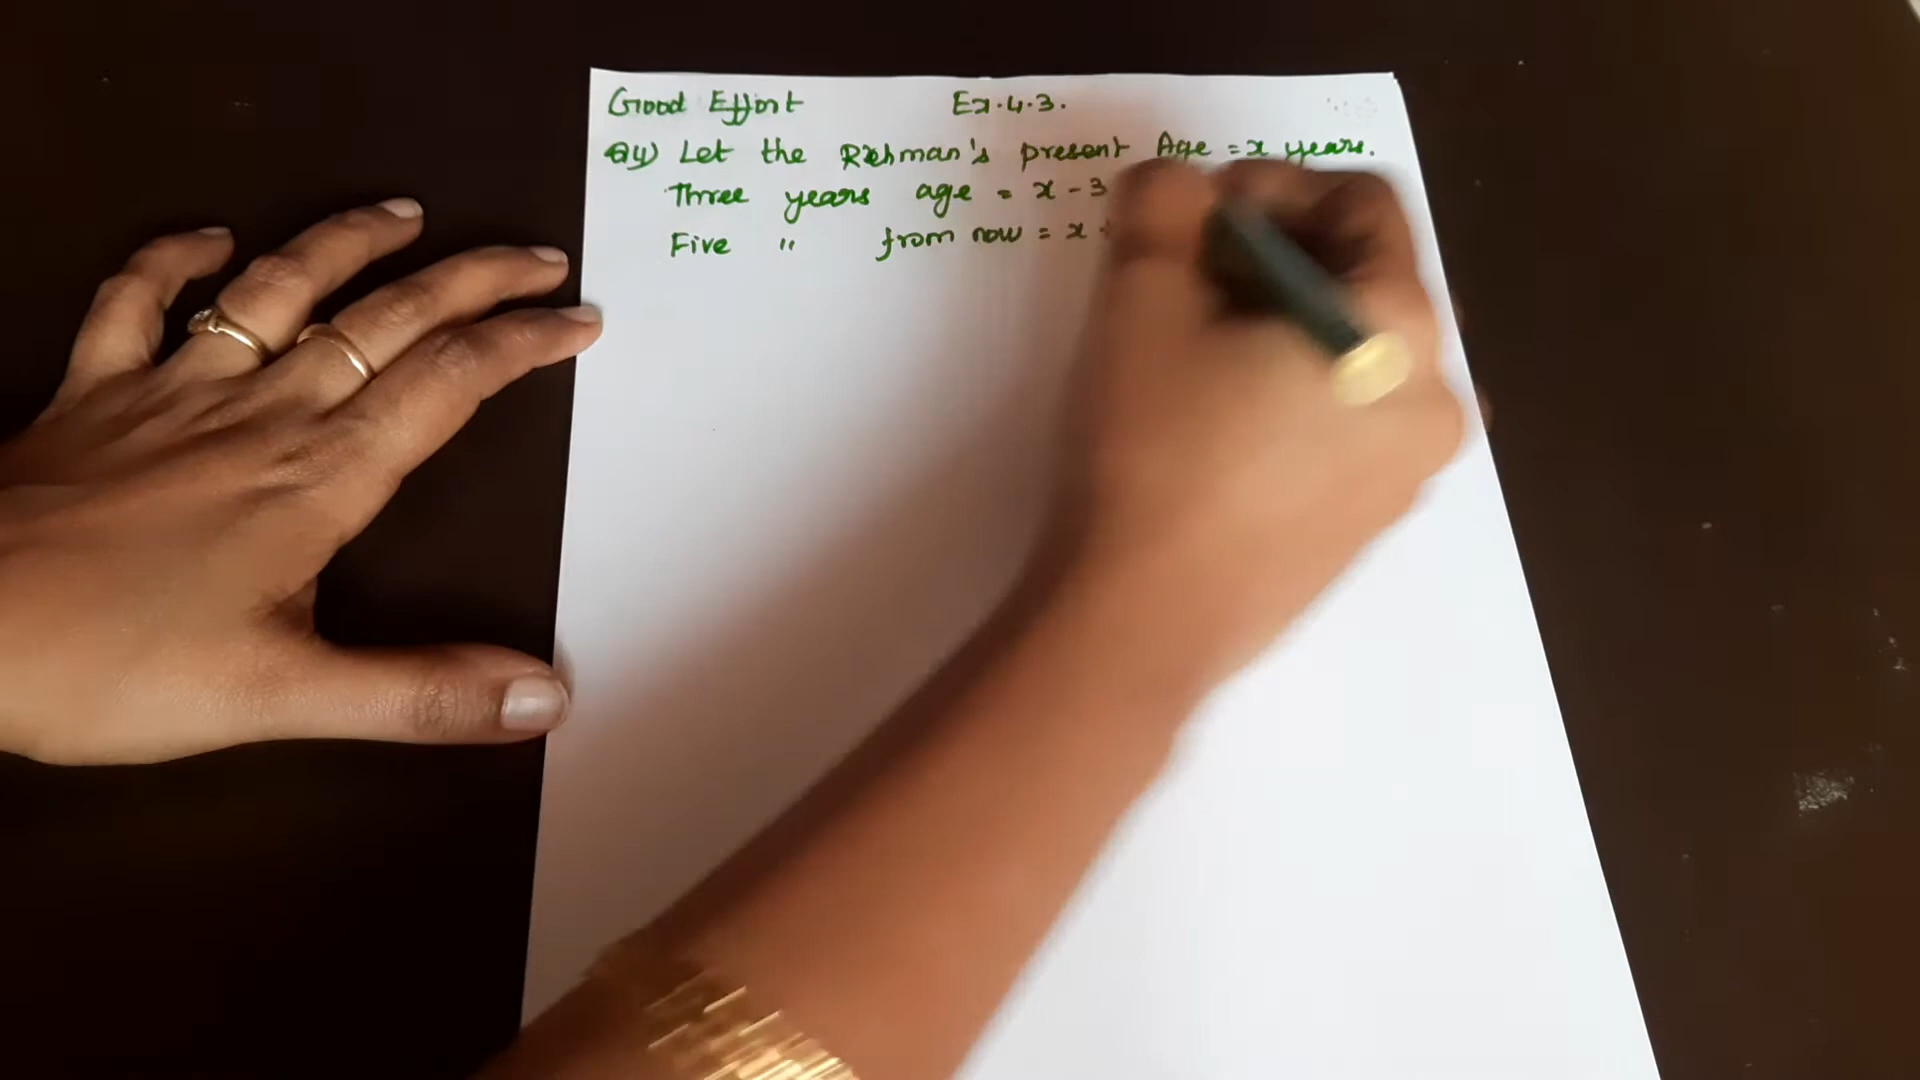 Good Effort Ex.4.3.
Q4) Let the Rehman's present Age = x years.
Three years age = x - 3
Five " from now = x +